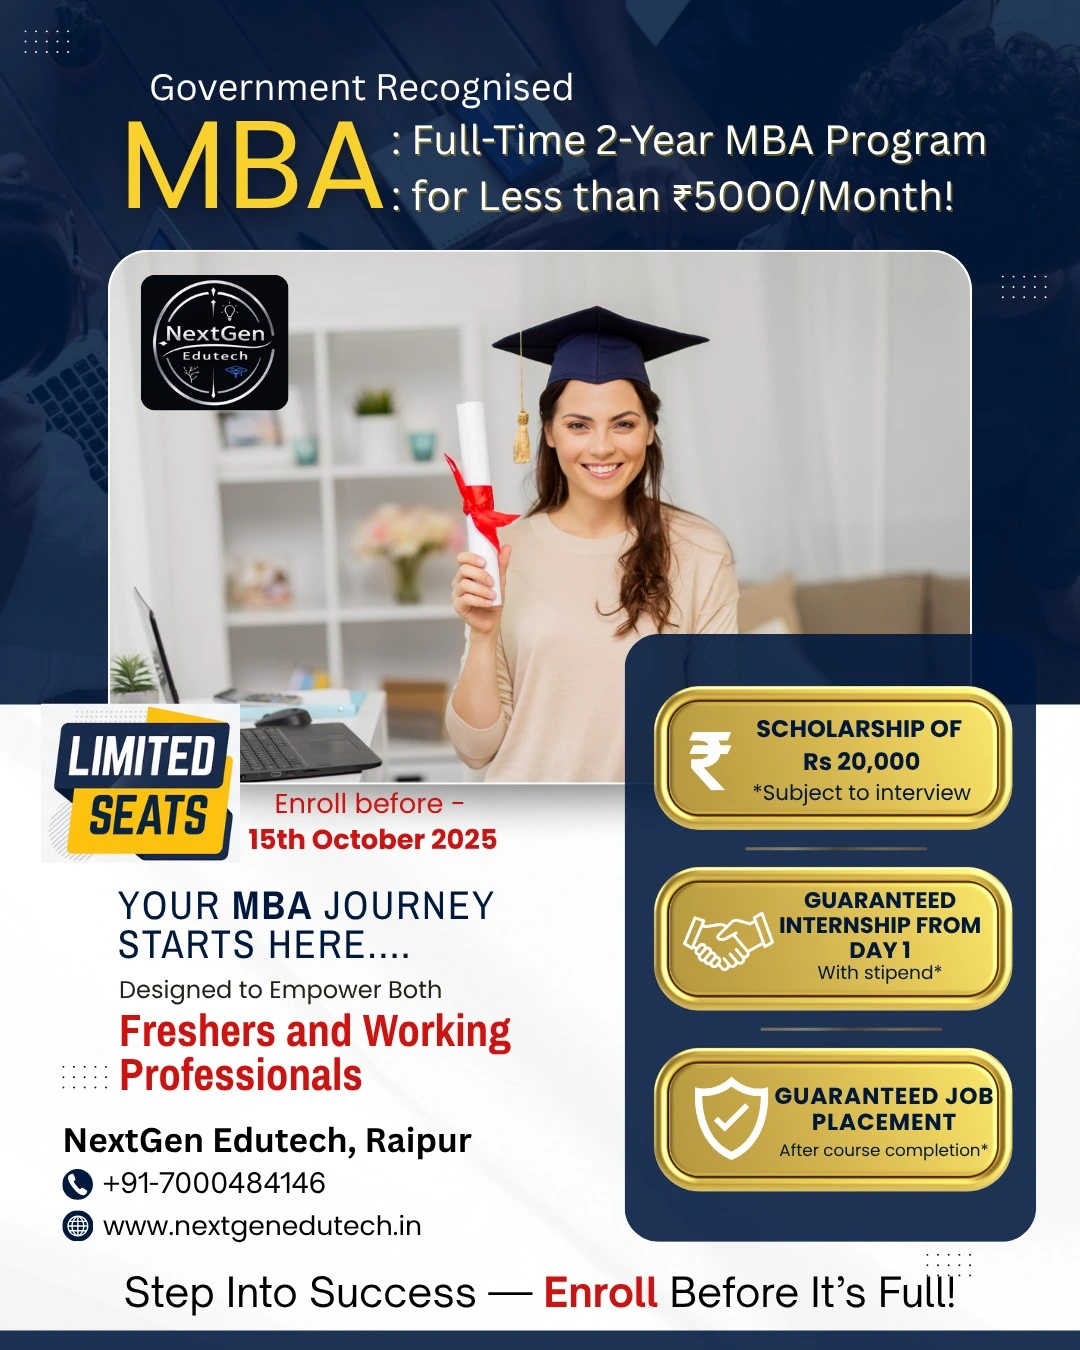 Government Recognised
MBA
: Full-Time 2-Year MBA Program
: for Less than ₹5000/Month!
NextGen
Edutech
LIMITED
SEATS
Enroll before -
15th October 2025
₹
SCHOLARSHIP OF
Rs 20,000
*Subject to interview
GUARANTEED
INTERNSHIP FROM
DAY 1
With stipend*
GUARANTEED JOB
PLACEMENT
After course completion*
YOUR MBA JOURNEY
STARTS HERE....
Designed to Empower Both
Freshers and Working
Professionals
NextGen Edutech, Raipur
+91-7000484146
www.nextgenedutech.in
Step Into Success — Enroll Before It’s Full!